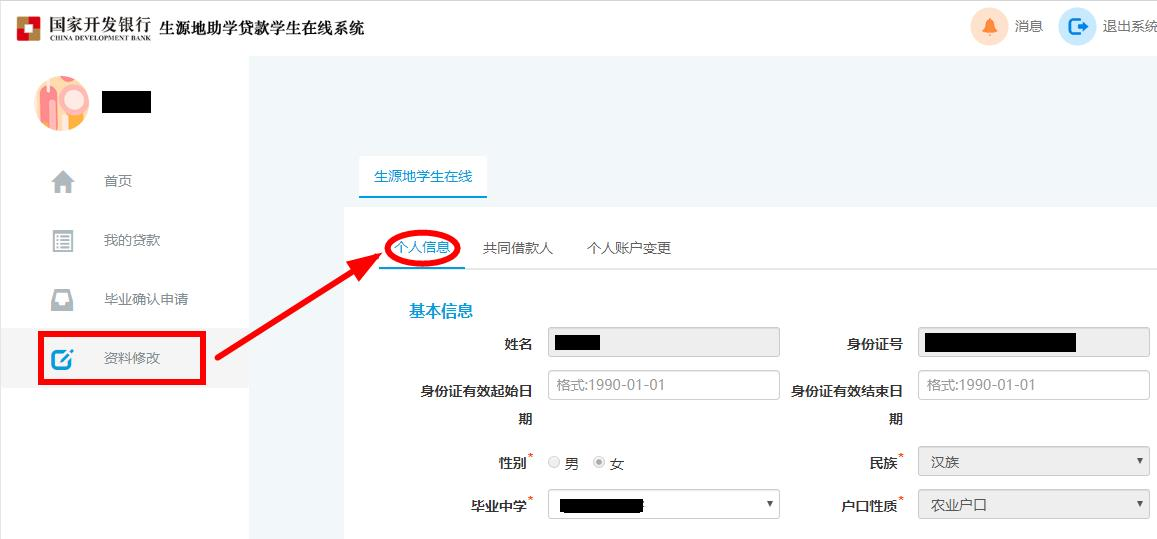 国家开发银行 生源地助学贷款学生在线系统
CHINA DEVELOPMENT BANK
消息 退出系统
首页
我的贷款
毕业确认申请
资料修改
生源地学生在线
个人信息 共同借款人 个人账户变更
基本信息
姓名 身份证号
身份证有效起始日期 格式:1990-01-01 身份证有效结束日期 格式:1990-01-01
性别* 男 女 民族* 汉族
毕业中学* 户口性质* 农业户口